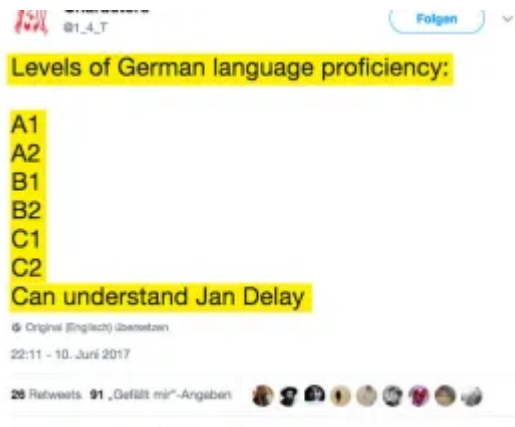 @1_4_T
Folgen
Levels of German language proficiency:
A1
A2
B1
B2
C1
C2
Can understand Jan Delay
Original (Englisch) übersetzen
22:11 - 10. Juni 2017
26 Retweets 91 „Gefällt mir“-Angaben